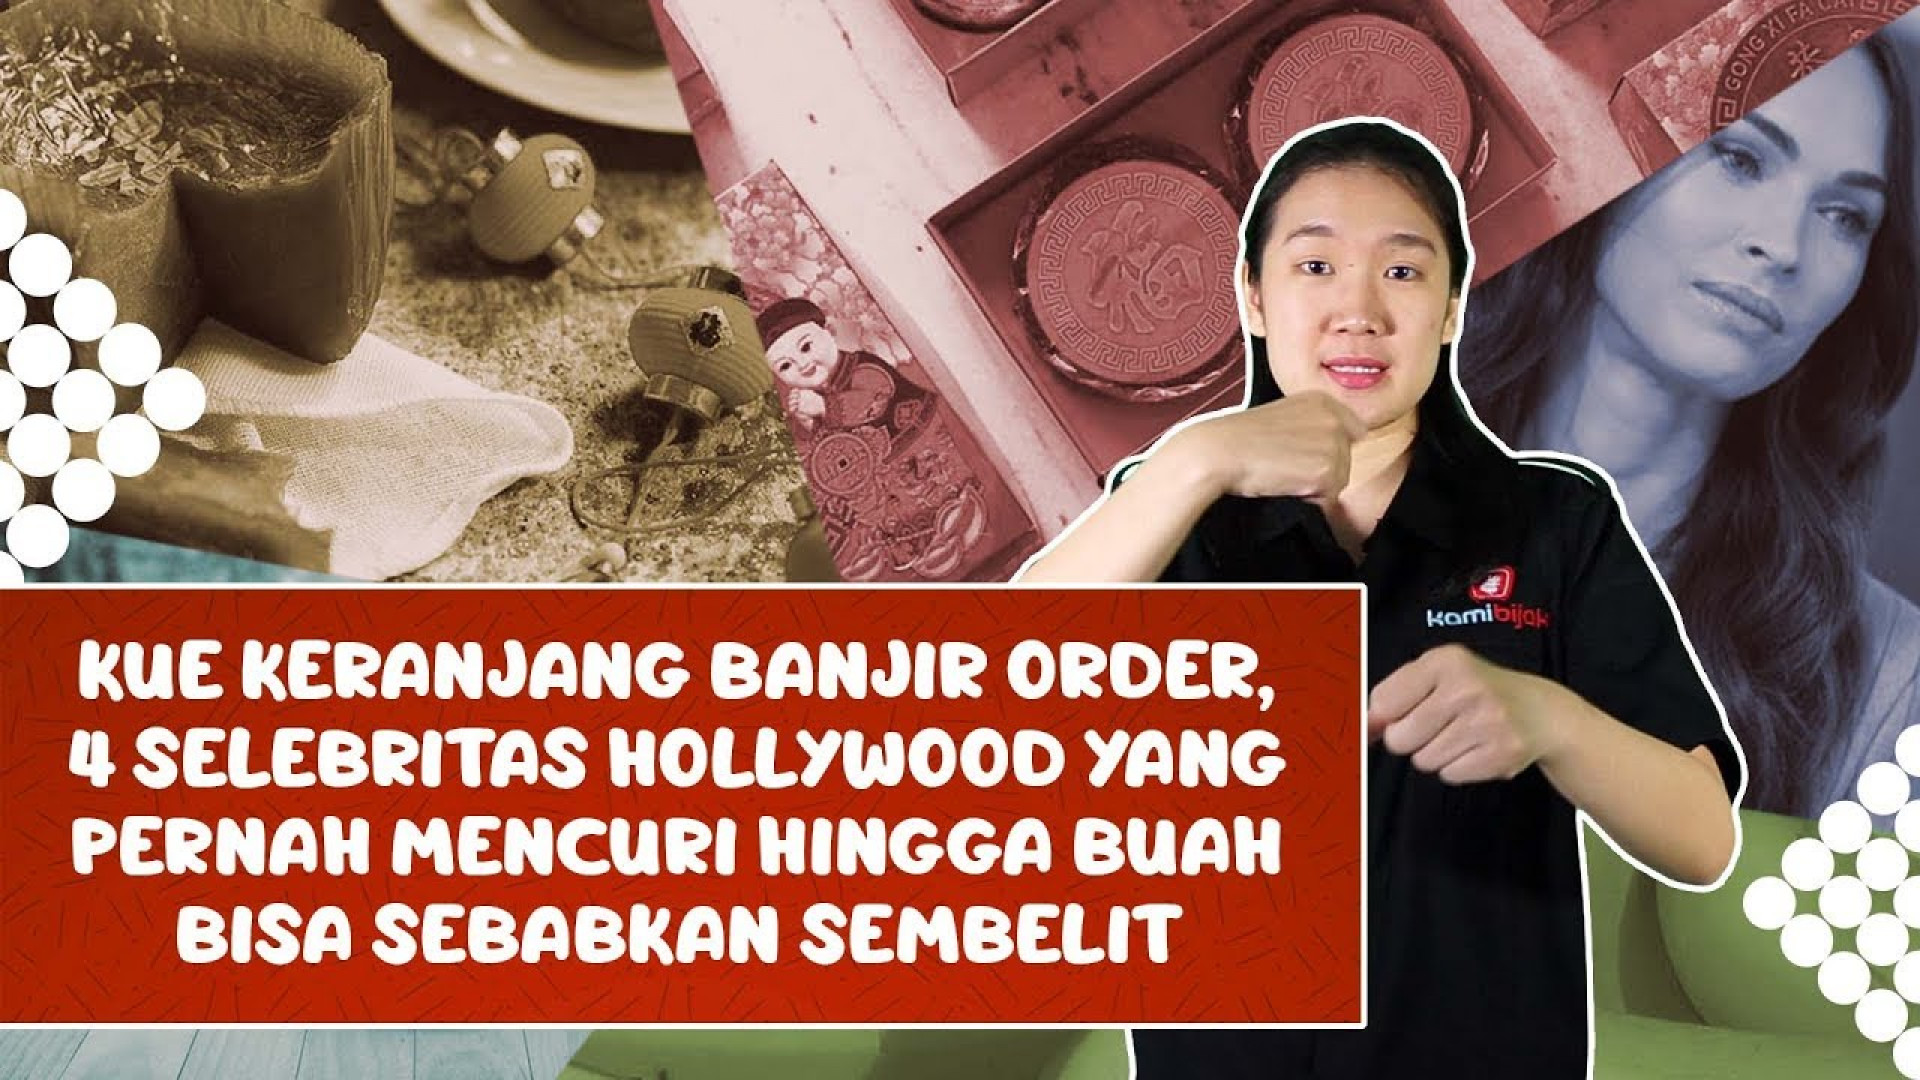 GONG XI FA CAI
福
kamibijak
KUE KERANJANG BANJIR ORDER,
4 SELEBRITAS HOLLYWOOD YANG
PERNAH MENCURI HINGGA BUAH
BISA SEBABKAN SEMBELIT